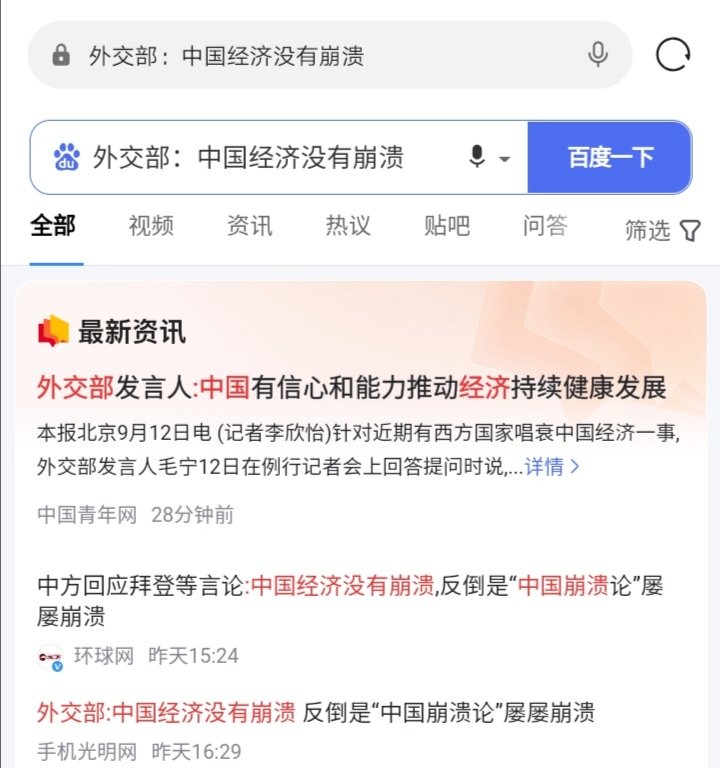 外交部：中国经济没有崩溃
du 外交部：中国经济没有崩溃 百度一下
全部 视频 资讯 热议 贴吧 问答 筛选
最新资讯
外交部发言人:中国有信心和能力推动经济持续健康发展
本报北京9月12日电 (记者李欣怡)针对近期有西方国家唱衰中国经济一事,
外交部发言人毛宁12日在例行记者会上回答提问时说,...详情 >
中国青年网 28分钟前
中方回应拜登等言论:中国经济没有崩溃,反倒是“中国崩溃论”屡
屡崩溃
环球网 昨天15:24
外交部:中国经济没有崩溃 反倒是“中国崩溃论”屡屡崩溃
手机光明网 昨天16:29